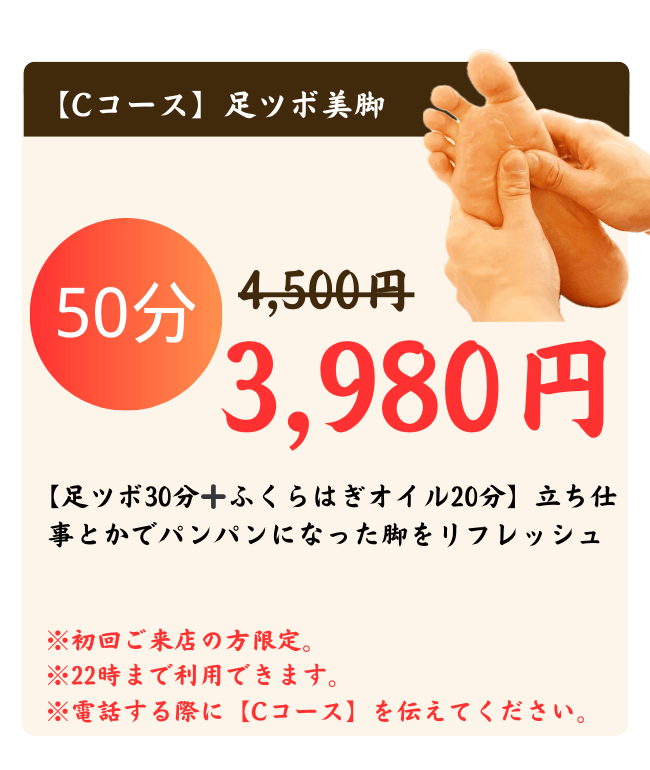 【Cコース】足ツボ美脚
50分
4,500円
3,980円
【足ツボ30分➕ふくらはぎオイル20分】立ち仕
事とかでパンパンになった脚をリフレッシュ
※初回ご来店の方限定。
※22時まで利用できます。
※電話する際に【Cコース】を伝えてください。